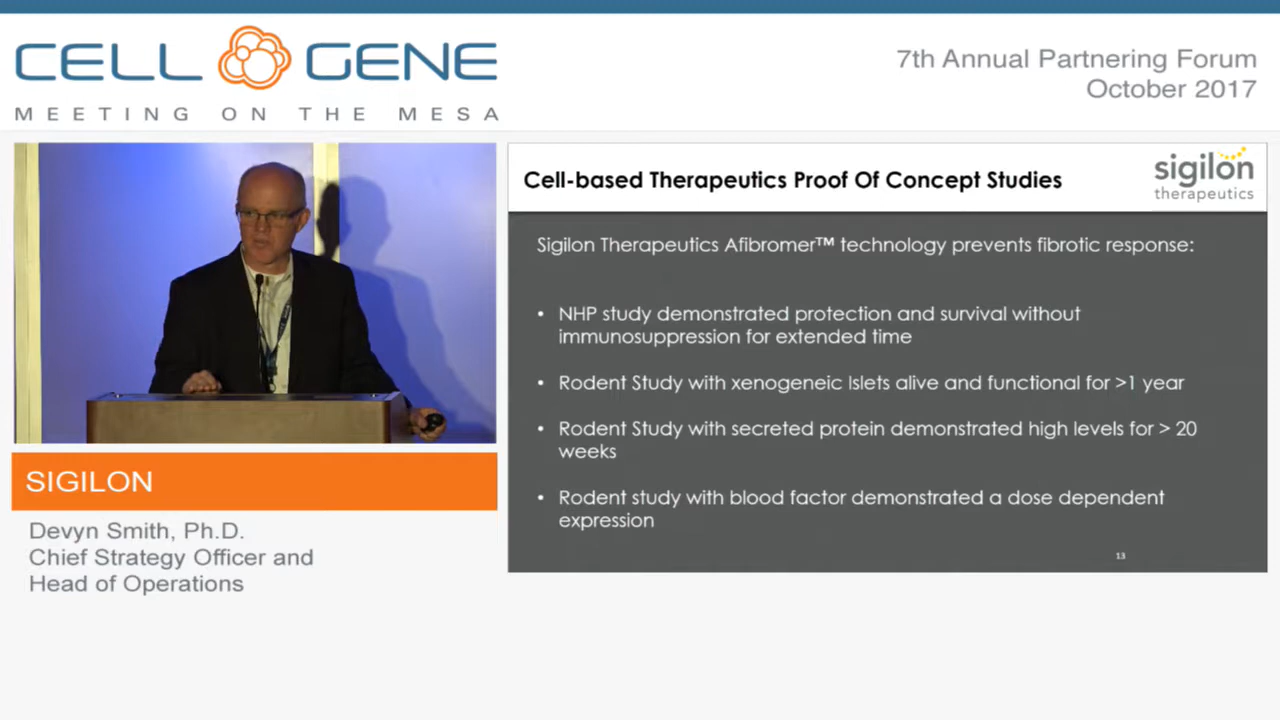 CELL GENE
MEETING ON THE MESA
7th Annual Partnering Forum
October 2017
Cell-based Therapeutics Proof Of Concept Studies
sigilon
therapeutics
Sigilon Therapeutics Afibromer™ technology prevents fibrotic response:
• NHP study demonstrated protection and survival without
immunosuppression for extended time
• Rodent Study with xenogeneic Islets alive and functional for >1 year
• Rodent Study with secreted protein demonstrated high levels for > 20
weeks
• Rodent study with blood factor demonstrated a dose dependent
expression
13
SIGILON
Devyn Smith, Ph.D.
Chief Strategy Officer and
Head of Operations